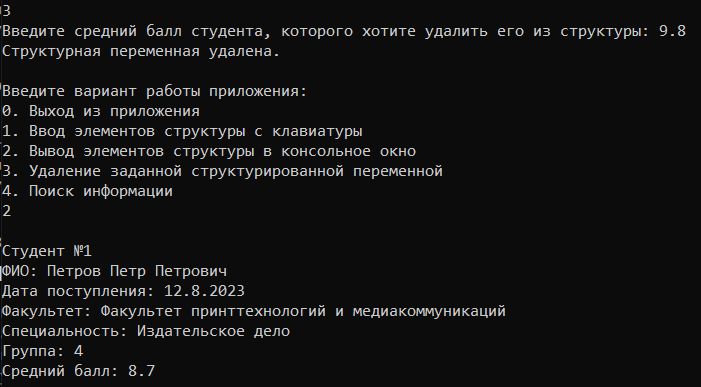 3
Введите средний балл студента, которого хотите удалить его из структуры: 9.8
Структурная переменная удалена.
Введите вариант работы приложения:
0. Выход из приложения
1. Ввод элементов структуры с клавиатуры
2. Вывод элементов структуры в консольное окно
3. Удаление заданной структурированной переменной
4. Поиск информации
2
Студент №1
ФИО: Петров Петр Петрович
Дата поступления: 12.8.2023
Факультет: Факультет принттехнологий и медиакоммуникаций
Специальность: Издательское дело
Группа: 4
Средний балл: 8.7